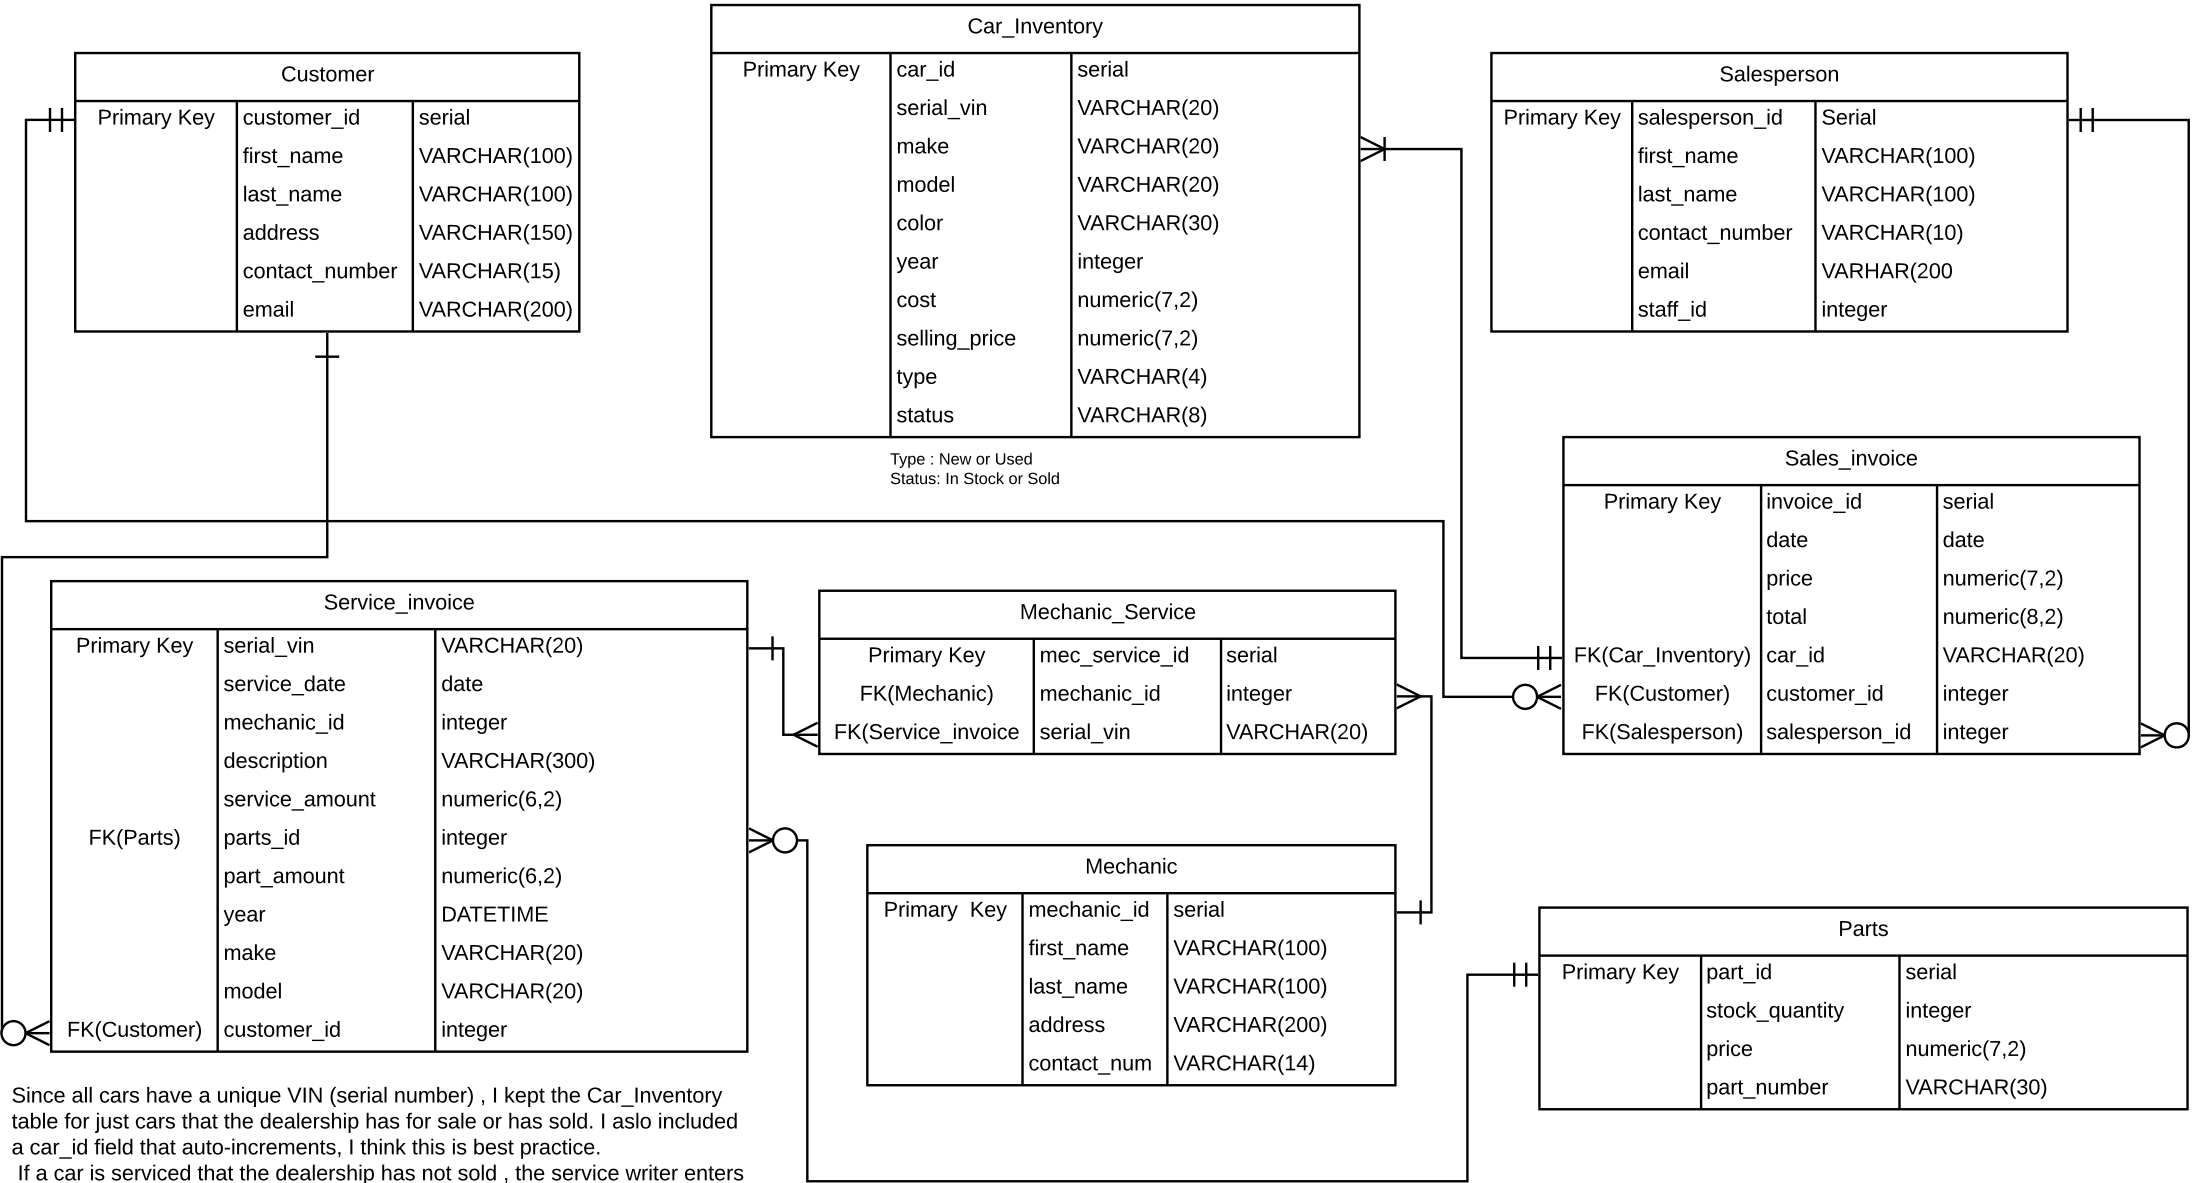 Customer
Primary Key customer_id serial
first_name VARCHAR(100)
last_name VARCHAR(100)
address VARCHAR(150)
contact_number VARCHAR(15)
email VARCHAR(200)
Car_Inventory
Primary Key car_id serial
serial_vin VARCHAR(20)
make VARCHAR(20)
model VARCHAR(20)
color VARCHAR(30)
year integer
cost numeric(7,2)
selling_price numeric(7,2)
type VARCHAR(4)
status VARCHAR(8)
Type : New or Used
Status: In Stock or Sold
Salesperson
Primary Key salesperson_id Serial
first_name VARCHAR(100)
last_name VARCHAR(100)
contact_number VARCHAR(10)
email VARHAR(200
staff_id integer
Sales_invoice
Primary Key invoice_id serial
date date
price numeric(7,2)
total numeric(8,2)
FK(Car_Inventory) car_id VARCHAR(20)
FK(Customer) customer_id integer
FK(Salesperson) salesperson_id integer
Service_invoice
Primary Key serial_vin VARCHAR(20)
service_date date
mechanic_id integer
description VARCHAR(300)
service_amount numeric(6,2)
FK(Parts) parts_id integer
part_amount numeric(6,2)
year DATETIME
make VARCHAR(20)
model VARCHAR(20)
FK(Customer) customer_id integer
Mechanic_Service
Primary Key mec_service_id serial
FK(Mechanic) mechanic_id integer
FK(Service_invoice serial_vin VARCHAR(20)
Mechanic
Primary Key mechanic_id serial
first_name VARCHAR(100)
last_name VARCHAR(100)
address VARCHAR(200)
contact_num VARCHAR(14)
Parts
Primary Key part_id serial
stock_quantity integer
price numeric(7,2)
part_number VARCHAR(30)
Since all cars have a unique VIN (serial number) , I kept the Car_Inventory
table for just cars that the dealership has for sale or has sold. I aslo included
a car_id field that auto-increments, I think this is best practice.
If a car is serviced that the dealership has not sold , the service writer enters